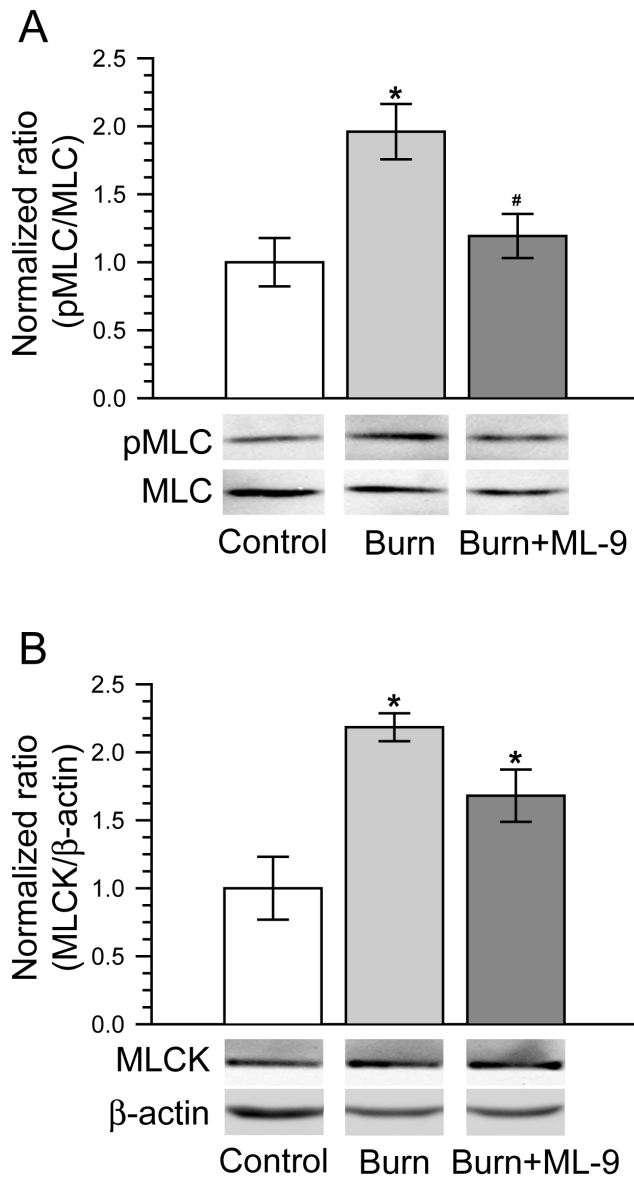 A
Normalized ratio
(pMLC/MLC)
2.5
2.0
1.5
1.0
0.5
0.0
*
#
pMLC
MLC
Control Burn Burn+ML-9
B
Normalized ratio
(MLCK/β-actin)
2.5
2.0
1.5
1.0
0.5
0.0
*
*
MLCK
β-actin
Control Burn Burn+ML-9